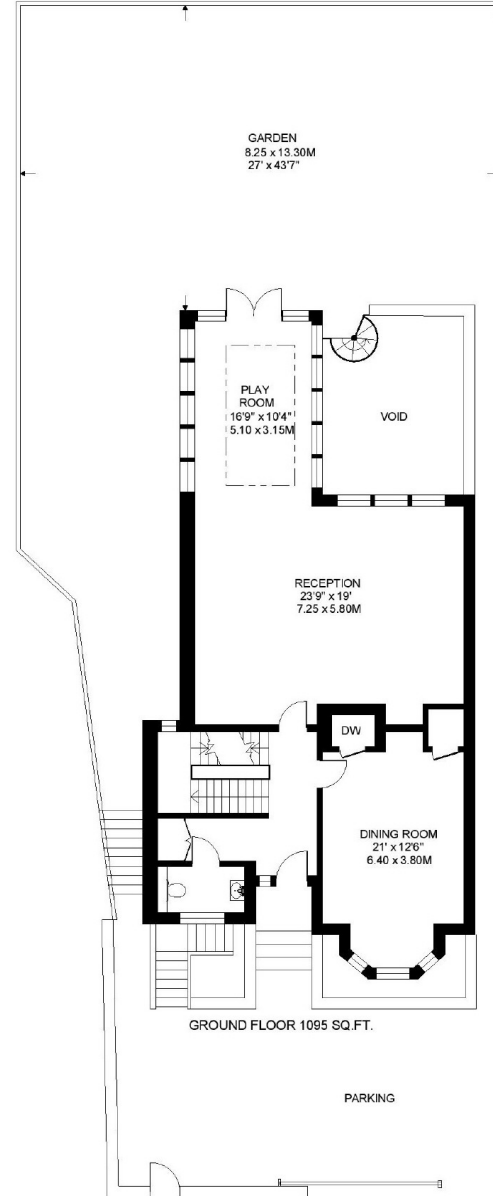 GARDEN
8.25 x 13.30M
27' x 43'7"
PLAY
ROOM
16'9" x 10'4"
5.10 x 3.15M
VOID
RECEPTION
23'9" x 19'
7.25 x 5.80M
DW
DINING ROOM
21' x 12'6"
6.40 x 3.80M
GROUND FLOOR 1095 SQ.FT.
PARKING